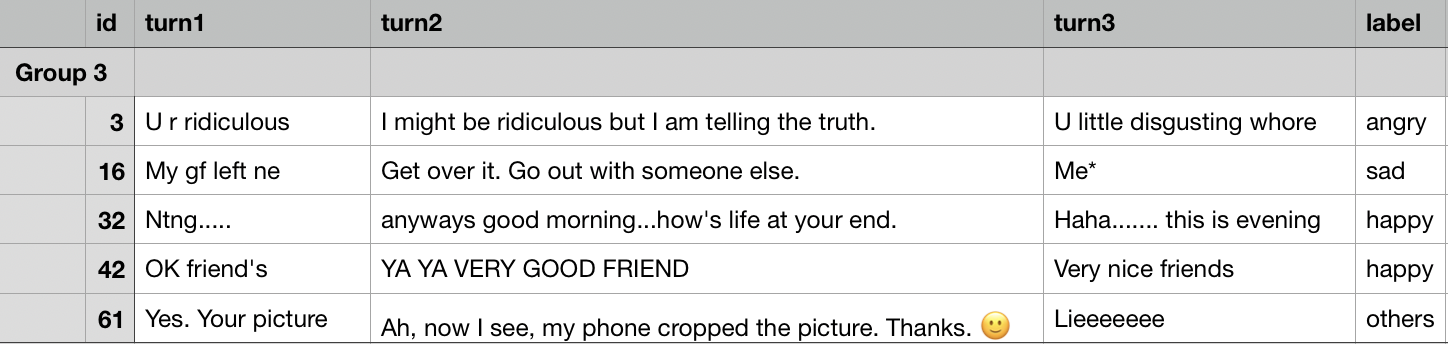 id turn1 turn2 turn3 label
Group 3
3 U r ridiculous I might be ridiculous but I am telling the truth. U little disgusting whore angry
16 My gf left ne Get over it. Go out with someone else. Me* sad
32 Ntng..... anyways good morning...how's life at your end. Haha....... this is evening happy
42 OK friend's YA YA VERY GOOD FRIEND Very nice friends happy
61 Yes. Your picture Ah, now I see, my phone cropped the picture. Thanks. 🙂 Lieeeeeee others